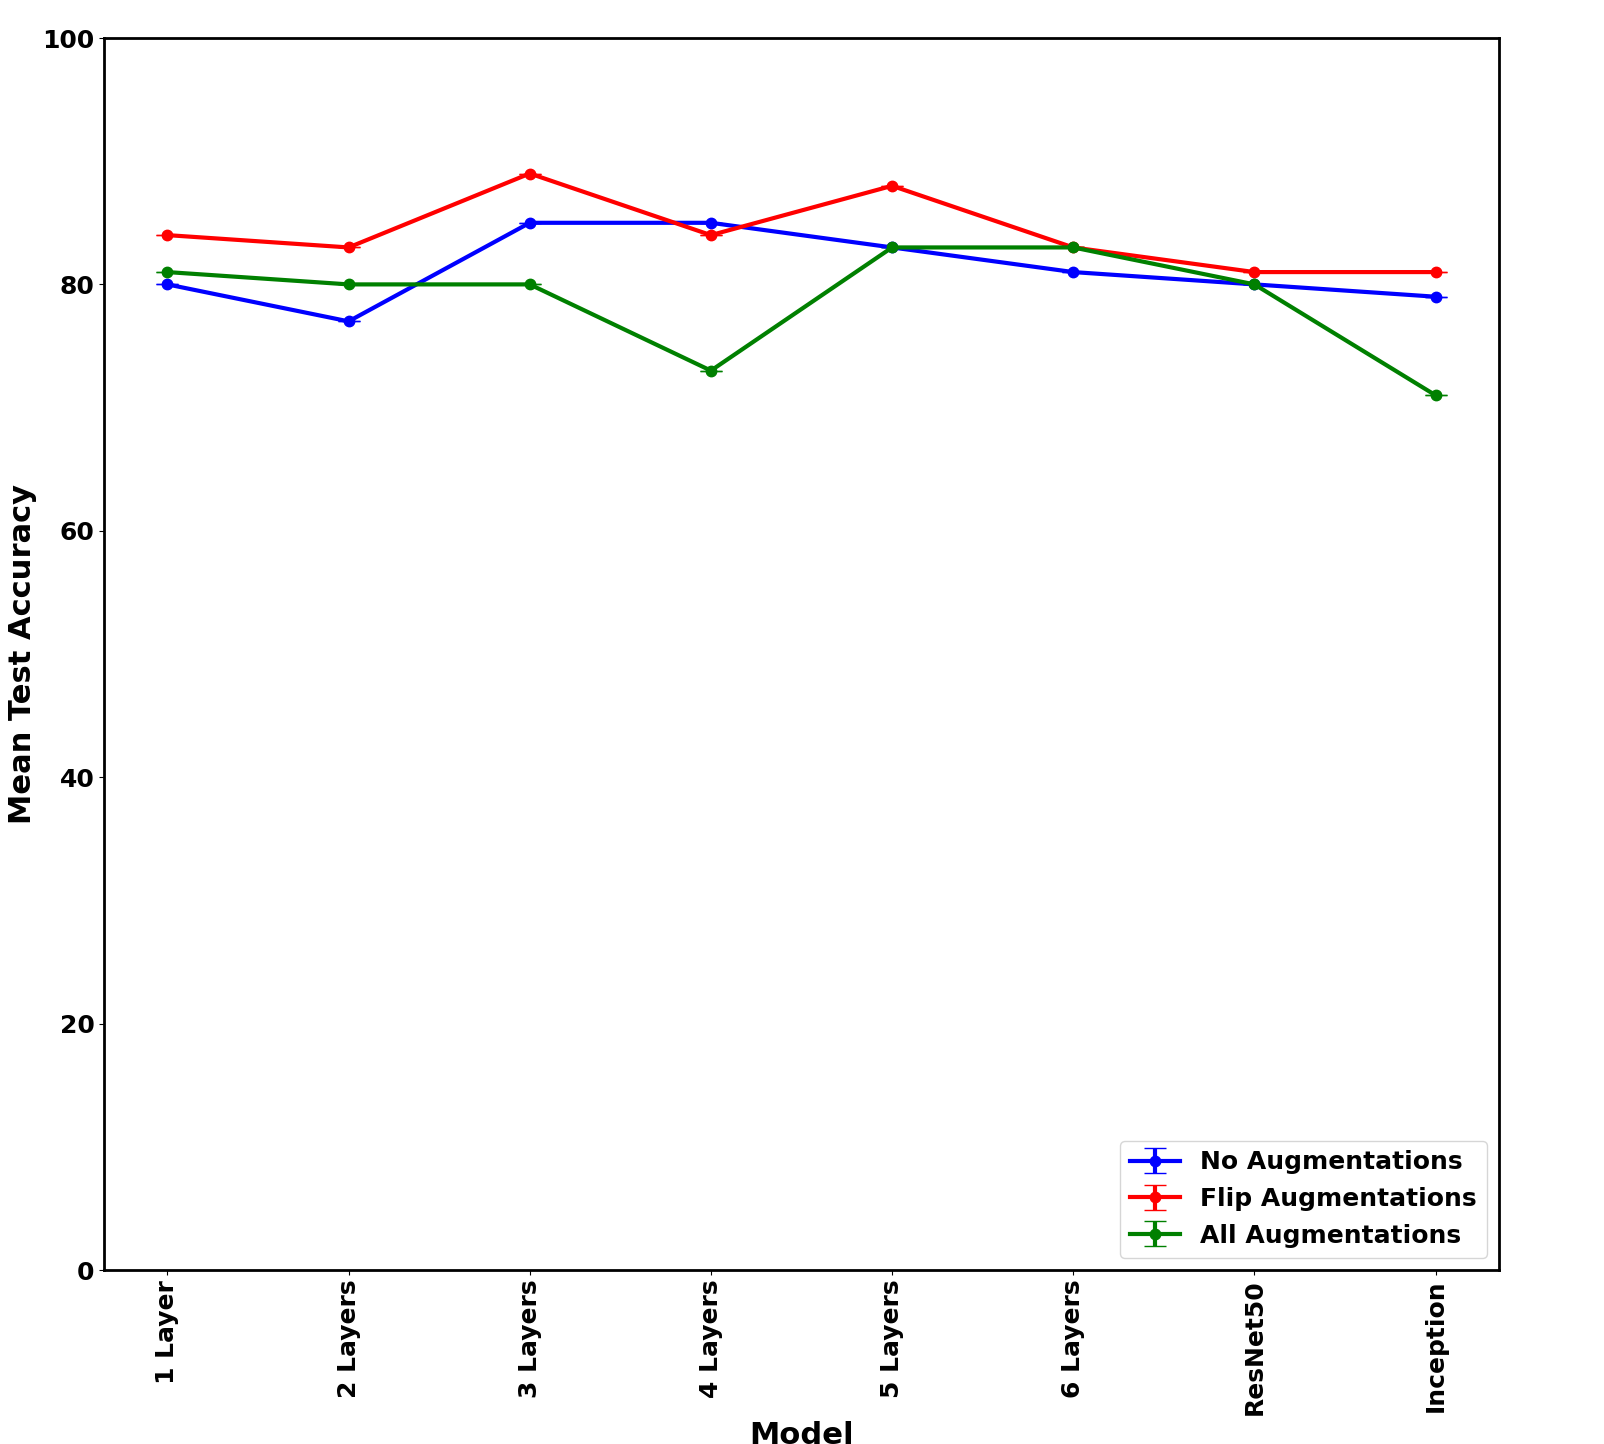 100
80
60
40
20
0
Mean Test Accuracy
No Augmentations
Flip Augmentations
All Augmentations
1 Layer
2 Layers
3 Layers
4 Layers
5 Layers
6 Layers
ResNet50
Inception
Model